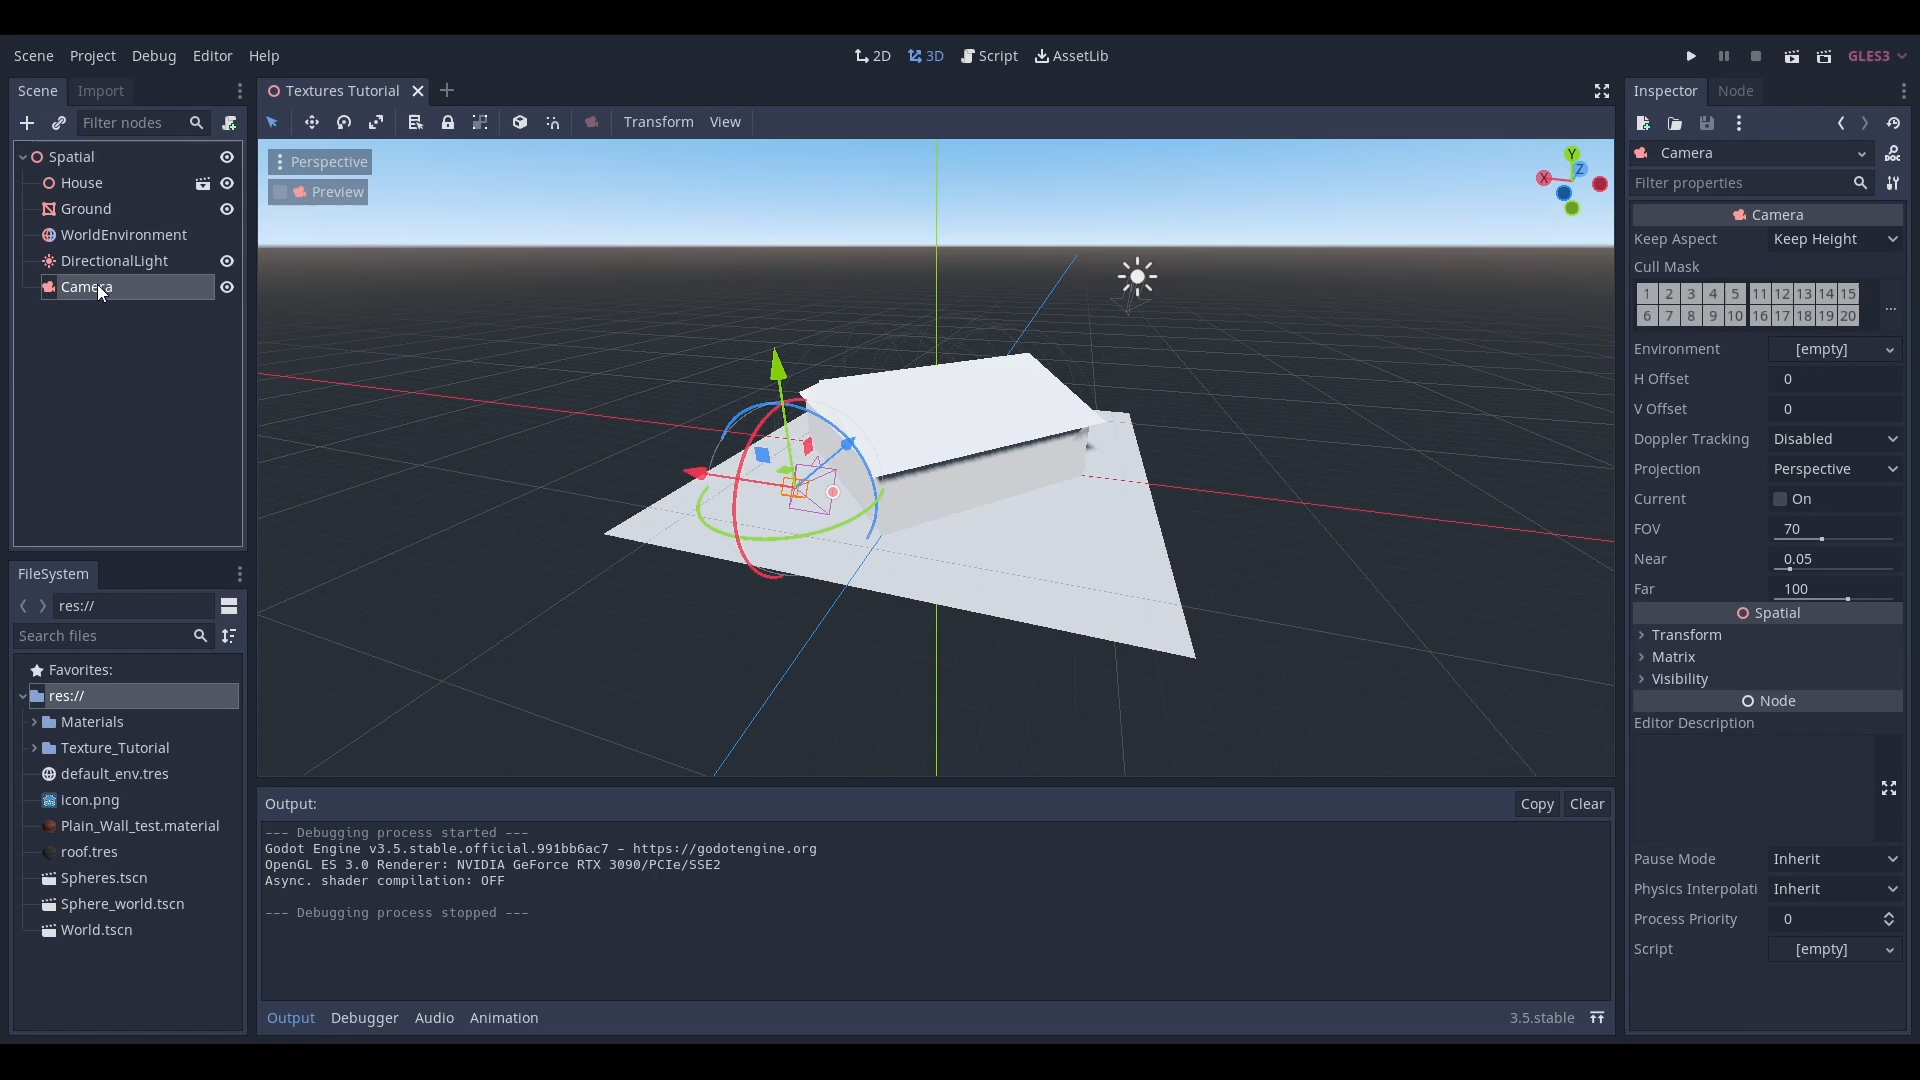 Scene Project Debug Editor Help
2D 3D Script AssetLib
GLES3
Scene Import
Filter nodes
Spatial
House
Ground
WorldEnvironment
DirectionalLight
Camera
FileSystem
res://
Search files
Favorites:
res://
Materials
Texture_Tutorial
default_env.tres
icon.png
Plain_Wall_test.material
roof.tres
Spheres.tscn
Sphere_world.tscn
World.tscn
Textures Tutorial
Transform View
Perspective
Preview
Y
X Z
Output:
Copy Clear
--- Debugging process started ---
Godot Engine v3.5.stable.official.991bb6ac7 - https://godotengine.org
OpenGL ES 3.0 Renderer: NVIDIA GeForce RTX 3090/PCIe/SSE2
Async. shader compilation: OFF
--- Debugging process stopped ---
Output Debugger Audio Animation
3.5.stable
Inspector Node
Camera
DOC
Filter properties
Camera
Keep Aspect Keep Height
Cull Mask
1 2 3 4 5 11 12 13 14 15
6 7 8 9 10 16 17 18 19 20
...
Environment [empty]
H Offset 0
V Offset 0
Doppler Tracking Disabled
Projection Perspective
Current On
FOV 70
Near 0.05
Far 100
Spatial
Transform
Matrix
Visibility
Node
Editor Description
Pause Mode Inherit
Physics Interpolati Inherit
Process Priority 0
Script [empty]